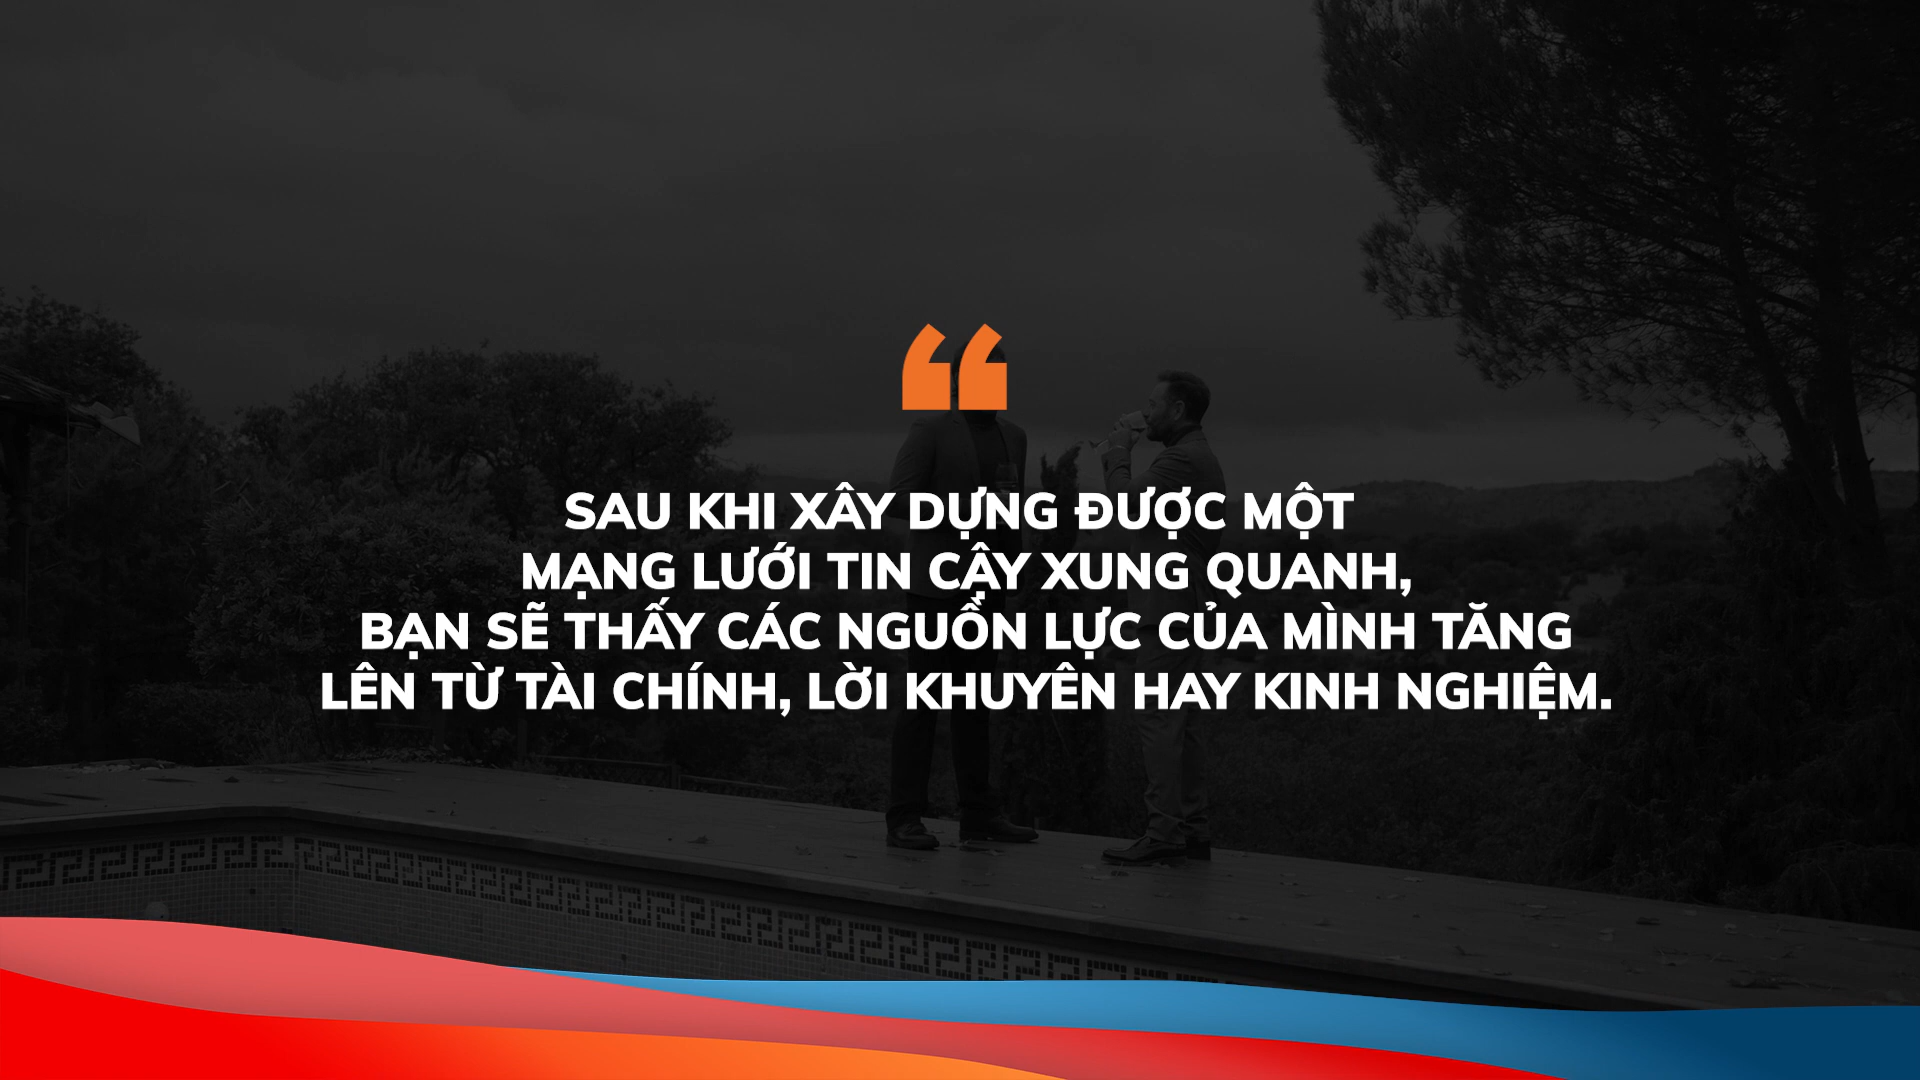 “
SAU KHI XÂY DỰNG ĐƯỢC MỘT
MẠNG LƯỚI TIN CẬY XUNG QUANH,
BẠN SẼ THẤY CÁC NGUỒN LỰC CỦA MÌNH TĂNG
LÊN TỪ TÀI CHÍNH, LỜI KHUYÊN HAY KINH NGHIỆM.